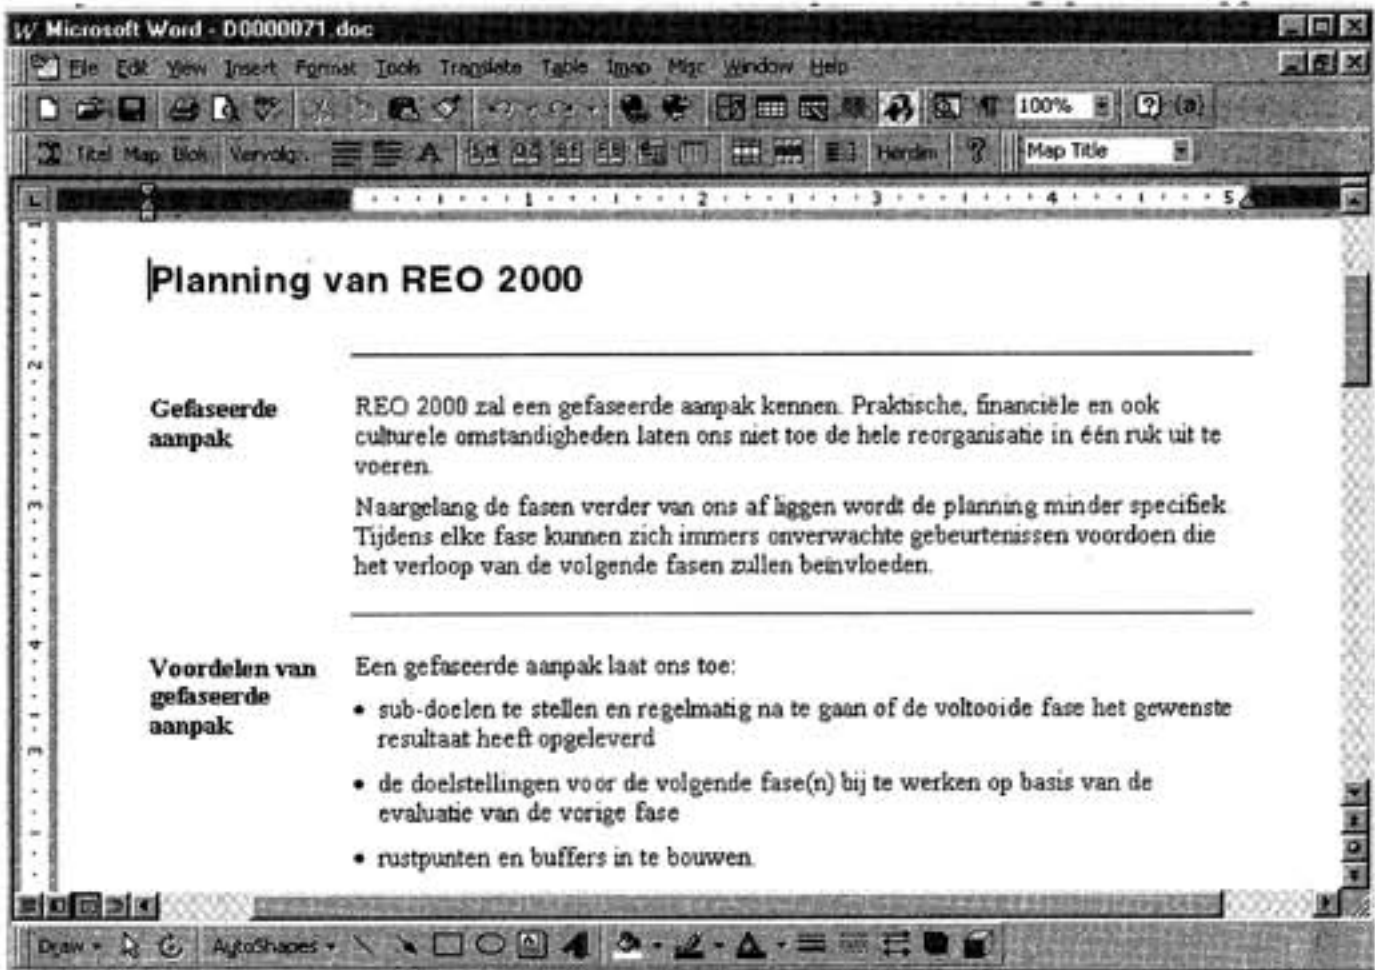 Microsoft Word - D0000071.doc
File Edit View Insert Format Tools Translate Table Imap Misc Window Help
100%
Titel Map Blok Vervolg. Herdim Map Title
1 2 3 4 5
Planning van REO 2000
Gefaseerde
aanpak
REO 2000 zal een gefaseerde aanpak kennen. Praktische, financiële en ook
culturele omstandigheden laten ons niet toe de hele reorganisatie in één ruk uit te
voeren.
Naargelang de fasen verder van ons af liggen wordt de planning minder specifiek.
Tijdens elke fase kunnen zich immers onverwachte gebeurtenissen voordoen die
het verloop van de volgende fasen zullen beïnvloeden.
Voordelen van
gefaseerde
aanpak
Een gefaseerde aanpak laat ons toe:
• sub-doelen te stellen en regelmatig na te gaan of de voltooide fase het gewenste
resultaat heeft opgeleverd
• de doelstellingen voor de volgende fase(n) bij te werken op basis van de
evaluatie van de vorige fase
• rustpunten en buffers in te bouwen.
Draw AutoShapes